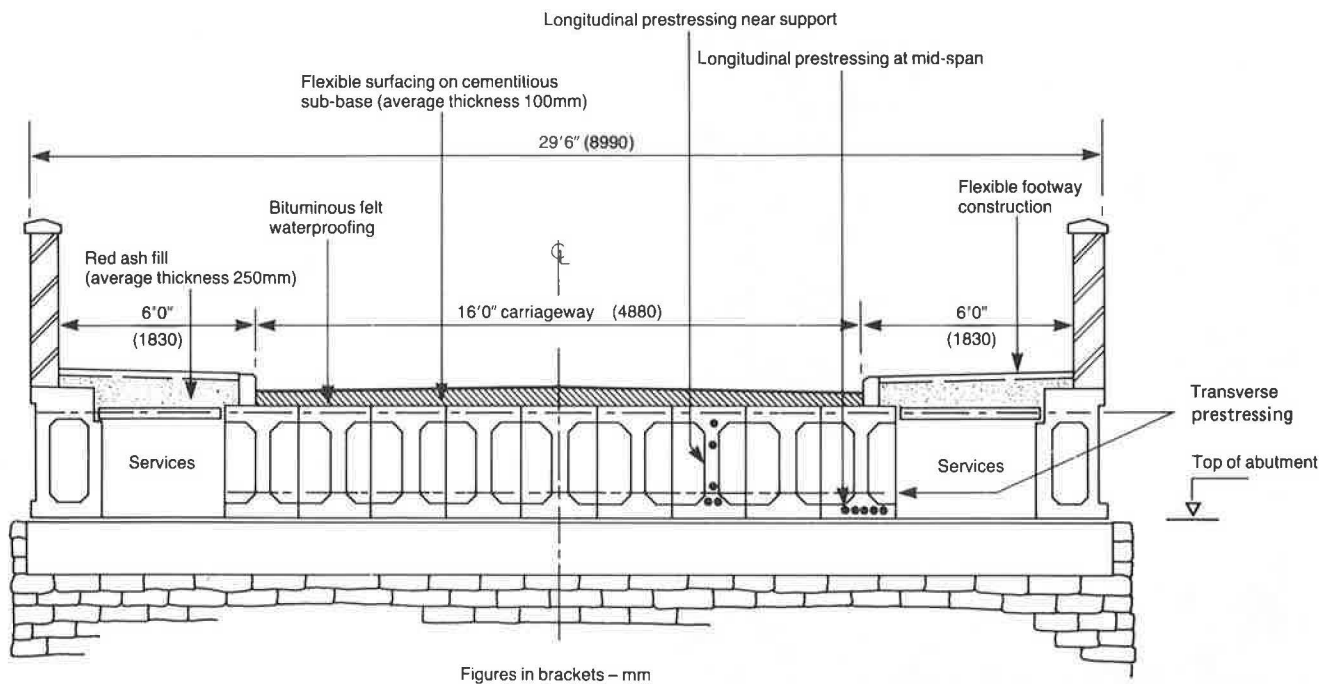 Longitudinal prestressing near support
Longitudinal prestressing at mid-span
Flexible surfacing on cementitious
sub-base (average thickness 100mm)
29'6" (8990)
Flexible footway
construction
Bituminous felt
waterproofing
℄
Red ash fill
(average thickness 250mm)
6'0"
(1830)
16'0" carriageway (4880)
6'0"
(1830)
Transverse
prestressing
Services
Services
Top of abutment
Figures in brackets – mm